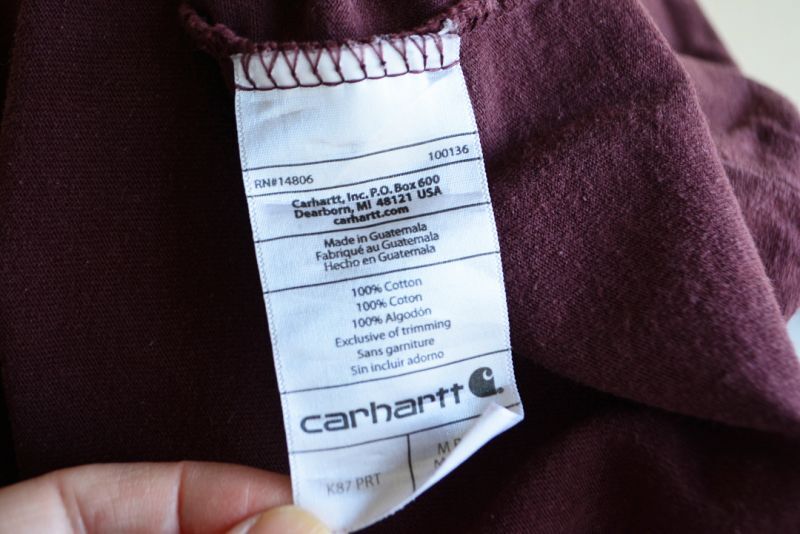 RN#14806 100136
Carhartt, Inc. P.O. Box 600
Dearborn, MI 48121 USA
carhartt.com
Made in Guatemala
Fabriqué au Guatemala
Hecho en Guatemala
100% Cotton
100% Coton
100% Algodón
Exclusive of trimming
Sans garniture
Sin incluir adorno
carhartt
K87 PRT